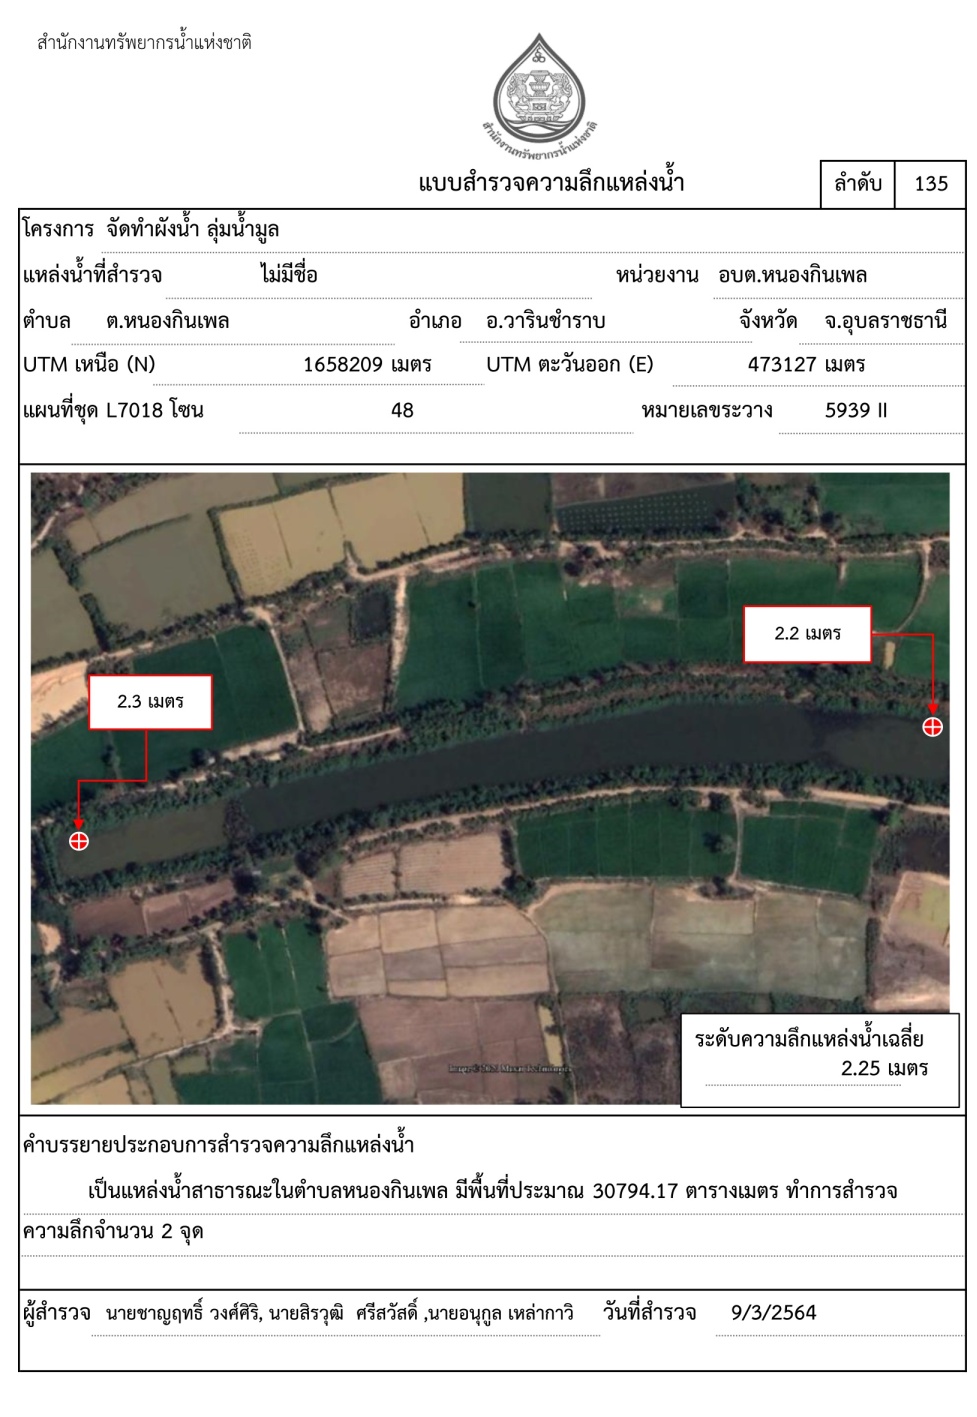 สำนักงานทรัพยากรน้ำแห่งชาติ
สำนักงานทรัพยากรน้ำแห่งชาติ
แบบสำรวจความลึกแหล่งน้ำ
ลำดับ 135
โครงการ จัดทำผังน้ำ ลุ่มน้ำมูล
แหล่งน้ำที่สำรวจ ไม่มีชื่อ หน่วยงาน อบต.หนองกินเพล
ตำบล ต.หนองกินเพล อำเภอ อ.วารินชำราบ จังหวัด จ.อุบลราชธานี
UTM เหนือ (N) 1658209 เมตร UTM ตะวันออก (E) 473127 เมตร
แผนที่ชุด L7018 โซน 48 หมายเลขระวาง 5939 II
2.2 เมตร
2.3 เมตร
ระดับความลึกแหล่งน้ำเฉลี่ย
2.25 เมตร
คำบรรยายประกอบการสำรวจความลึกแหล่งน้ำ
เป็นแหล่งน้ำสาธารณะในตำบลหนองกินเพล มีพื้นที่ประมาณ 30794.17 ตารางเมตร ทำการสำรวจ
ความลึกจำนวน 2 จุด
ผู้สำรวจ นายชาญฤทธิ์ วงศ์ศิริ, นายสิรวุฒิ ศรีสวัสดิ์ ,นายอนุกูล เหล่ากาวิ วันที่สำรวจ 9/3/2564